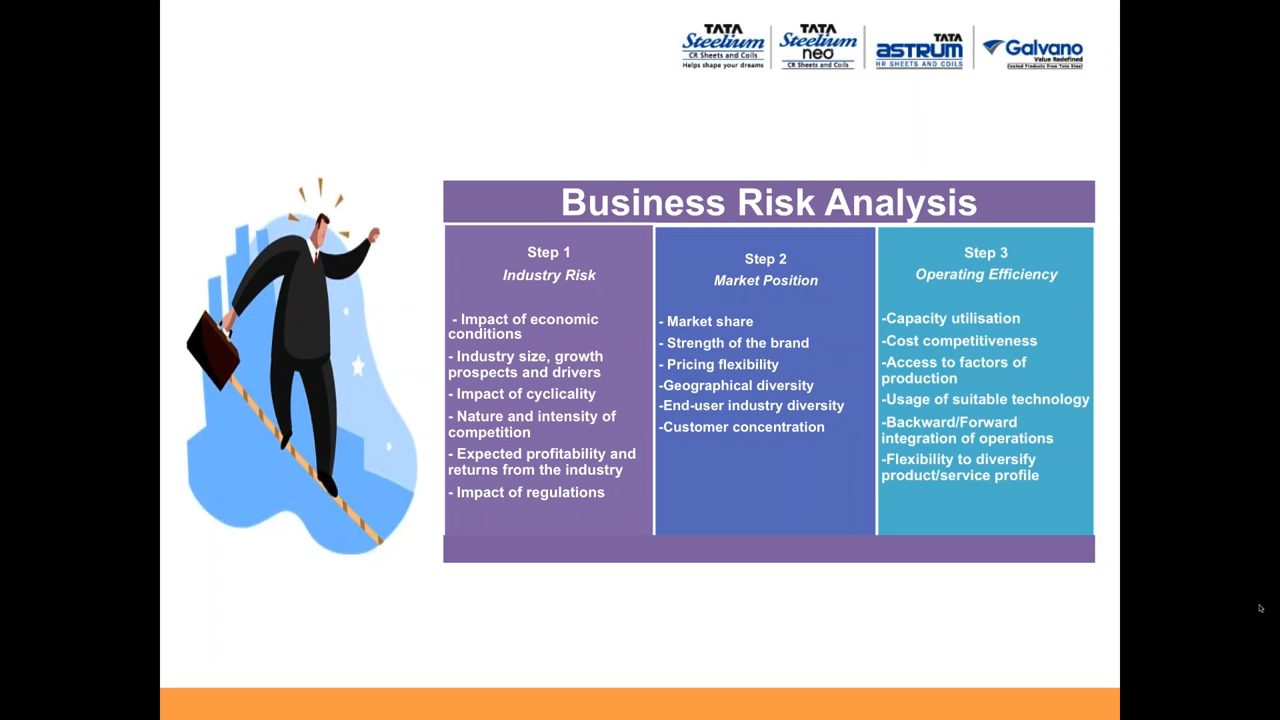 TATA
Steelium
CR Sheets and Coils
Helps shape your dreams
TATA
Steelium
neo
CR Sheets and Coils
TATA
ASTRUM
HR SHEETS AND COILS
Galvano
Value Redefined
Coated Products from Tata Steel
Business Risk Analysis
Step 1
Industry Risk
- Impact of economic
conditions
- Industry size, growth
prospects and drivers
- Impact of cyclicality
- Nature and intensity of
competition
- Expected profitability and
returns from the industry
- Impact of regulations
Step 2
Market Position
- Market share
- Strength of the brand
- Pricing flexibility
-Geographical diversity
-End-user industry diversity
-Customer concentration
Step 3
Operating Efficiency
-Capacity utilisation
-Cost competitiveness
-Access to factors of
production
-Usage of suitable technology
-Backward/Forward
integration of operations
-Flexibility to diversify
product/service profile